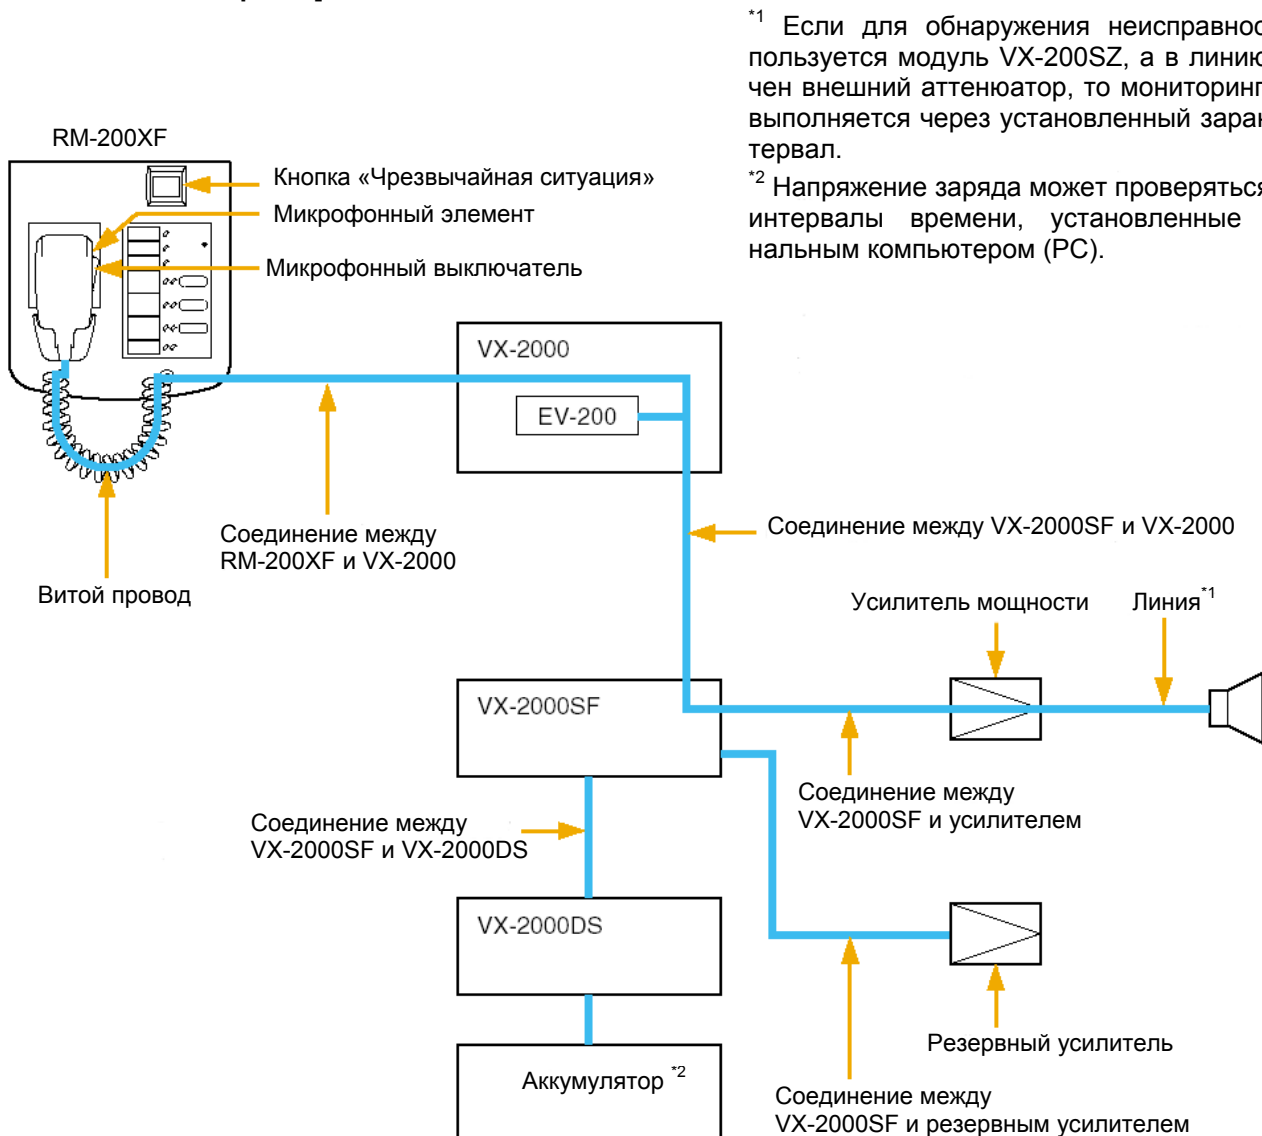 *1 Если для обнаружения неисправнос
пользуется модуль VX-200SZ, а в линию
чен внешний аттенюатор, то мониторинг
выполняется через установленный заран
тервал.
*2 Напряжение заряда может проверяться
интервалы времени, установленные
нальным компьютером (PC).
RM-200XF
Кнопка «Чрезвычайная ситуация»
Микрофонный элемент
Микрофонный выключатель
VX-2000
EV-200
Соединение между
RM-200XF и VX-2000
Соединение между VX-2000SF и VX-2000
Витой провод
Усилитель мощности
Линия*1
VX-2000SF
Соединение между
VX-2000SF и усилителем
Соединение между
VX-2000SF и VX-2000DS
VX-2000DS
Резервный усилитель
Аккумулятор *2
Соединение между
VX-2000SF и резервным усилителем